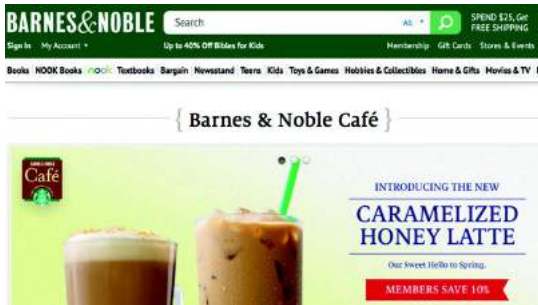 BARNES&NOBLE
Search
ALL
SPEND $25, Get
FREE SHIPPING
Sign In My Account
Up to 40% Off Bibles for Kids
Membership Gift Cards Stores & Events
Books NOOK Books nook Textbooks Bargain Newsstand Teens Kids Toys & Games Hobbies & Collectibles Home & Gifts Movies & TV
{ Barnes & Noble Café }
BARNES & NOBLE
Café
INTRODUCING THE NEW
CARAMELIZED
HONEY LATTE
Our Sweet Hello to Spring.
MEMBERS SAVE 10%